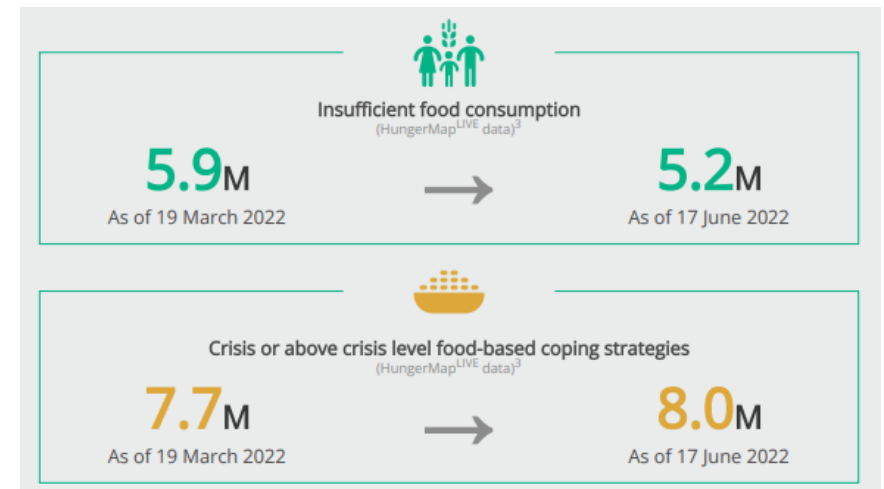 Insufficient food consumption
(HungerMapLIVE data)3
5.9M → 5.2M
As of 19 March 2022 As of 17 June 2022
Crisis or above crisis level food-based coping strategies
(HungerMapLIVE data)3
7.7M → 8.0M
As of 19 March 2022 As of 17 June 2022